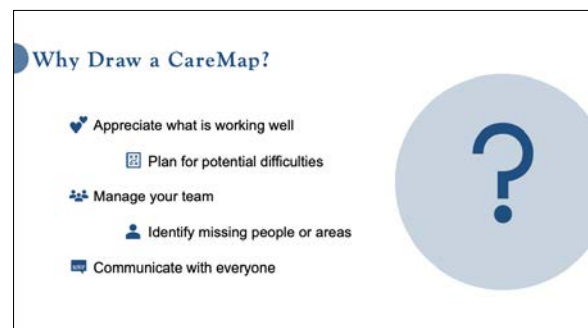 Why Draw a CareMap?
Appreciate what is working well
Plan for potential difficulties
Manage your team
Identify missing people or areas
Communicate with everyone
?